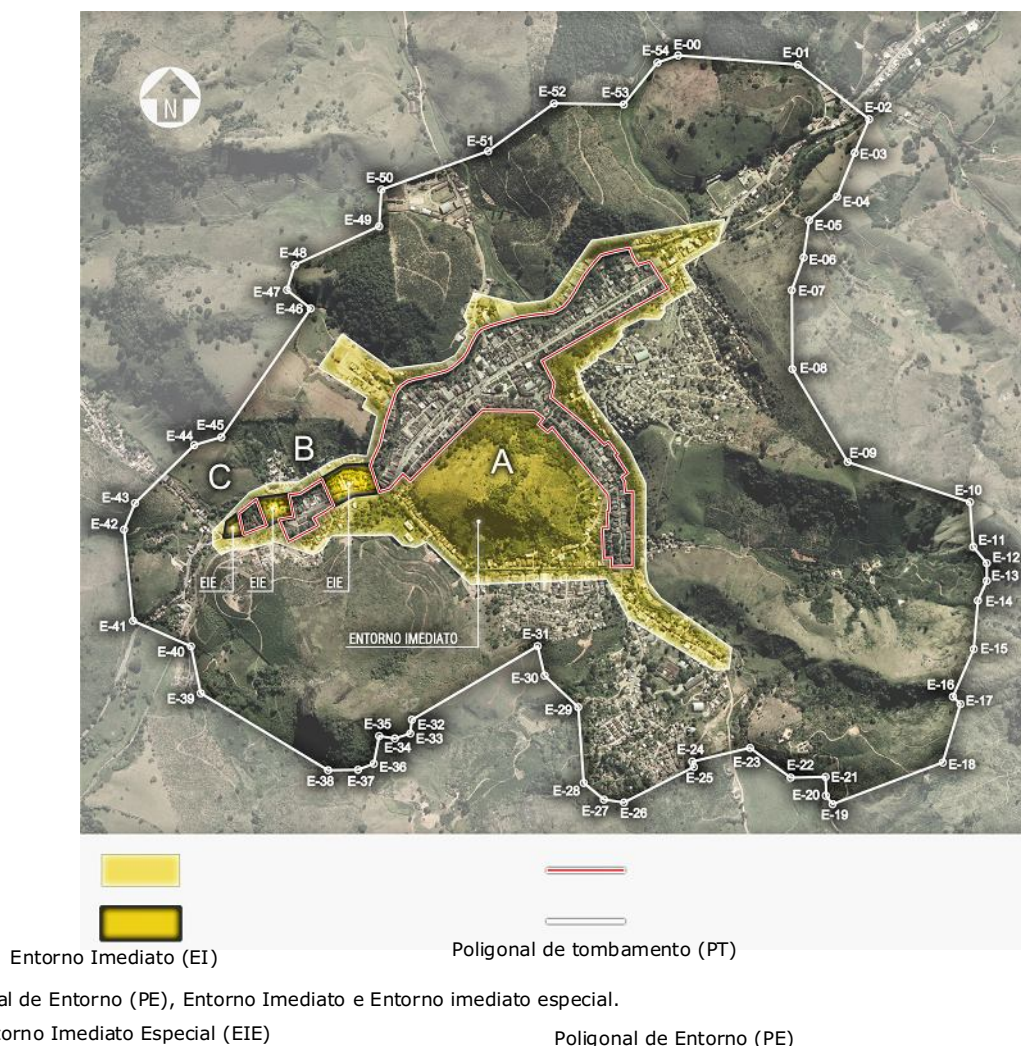 E-00
E-54
E-01
E-52
E-53
E-02
E-03
E-51
E-50
E-04
E-05
E-49
E-48
E-06
E-47
E-07
E-46
E-08
E-45
E-44
E-09
E-43
E-42
E-10
E-11
E-12
E-13
E-14
E-41
E-40
E-15
E-31
E-30
E-39
E-16
E-17
E-29
E-32
E-33
E-35
E-34
E-36
E-38
E-37
E-24
E-25
E-23
E-22
E-21
E-18
E-28
E-27
E-26
E-20
E-19
N
A
B
C
EIE
EIE
EIE
ENTORNO IMEDIATO
Entorno Imediato (EI)
Poligonal de tombamento (PT)
al de Entorno (PE), Entorno Imediato e Entorno imediato especial.
torno Imediato Especial (EIE)
Poligonal de Entorno (PE)